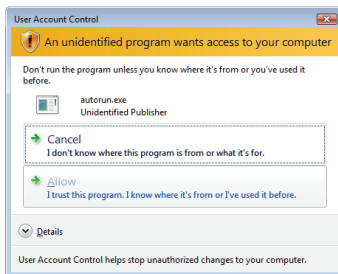 User Account Control
An unidentified program wants access to your computer
Don't run the program unless you know where it's from or you've used it
before.
autorun.exe
Unidentified Publisher
Cancel
I don't know where this program is from or what it's for.
Allow
I trust this program. I know where it's from or I've used it before.
Details
User Account Control helps stop unauthorized changes to your computer.